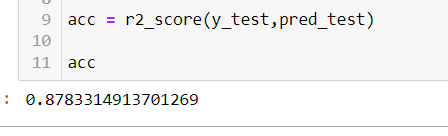 9 acc = r2_score(y_test,pred_test)
10
11 acc
: 0.8783314913701269